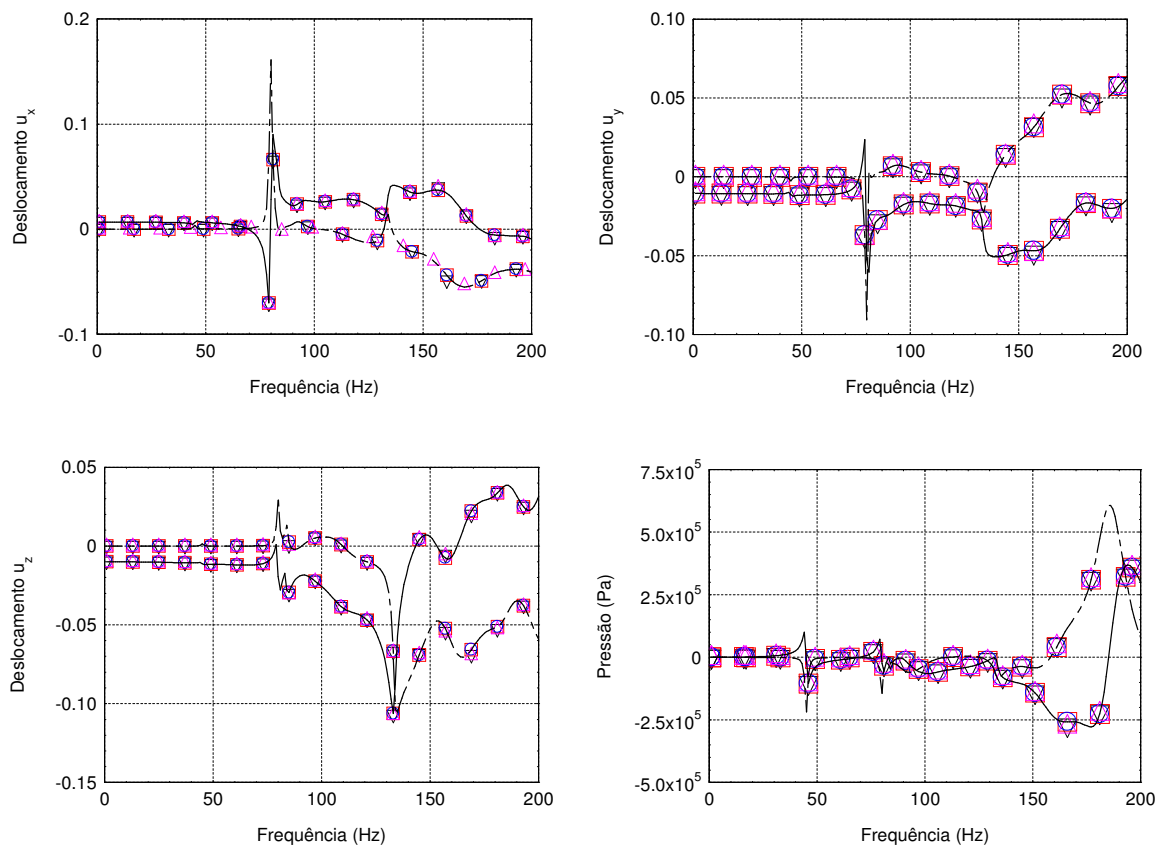 0.2
0.1
0
-0.1
Deslocamento u_x
0 50 100 150 200
Frequência (Hz)
0.10
0.05
0
-0.05
-0.10
Deslocamento u_y
0 50 100 150 200
Frequência (Hz)
0.05
0
-0.05
-0.10
-0.15
Deslocamento u_z
0 50 100 150 200
Frequência (Hz)
7.5x10^5
5.0x10^5
2.5x10^5
0
-2.5x10^5
-5.0x10^5
Pressão (Pa)
0 50 100 150 200
Frequência (Hz)